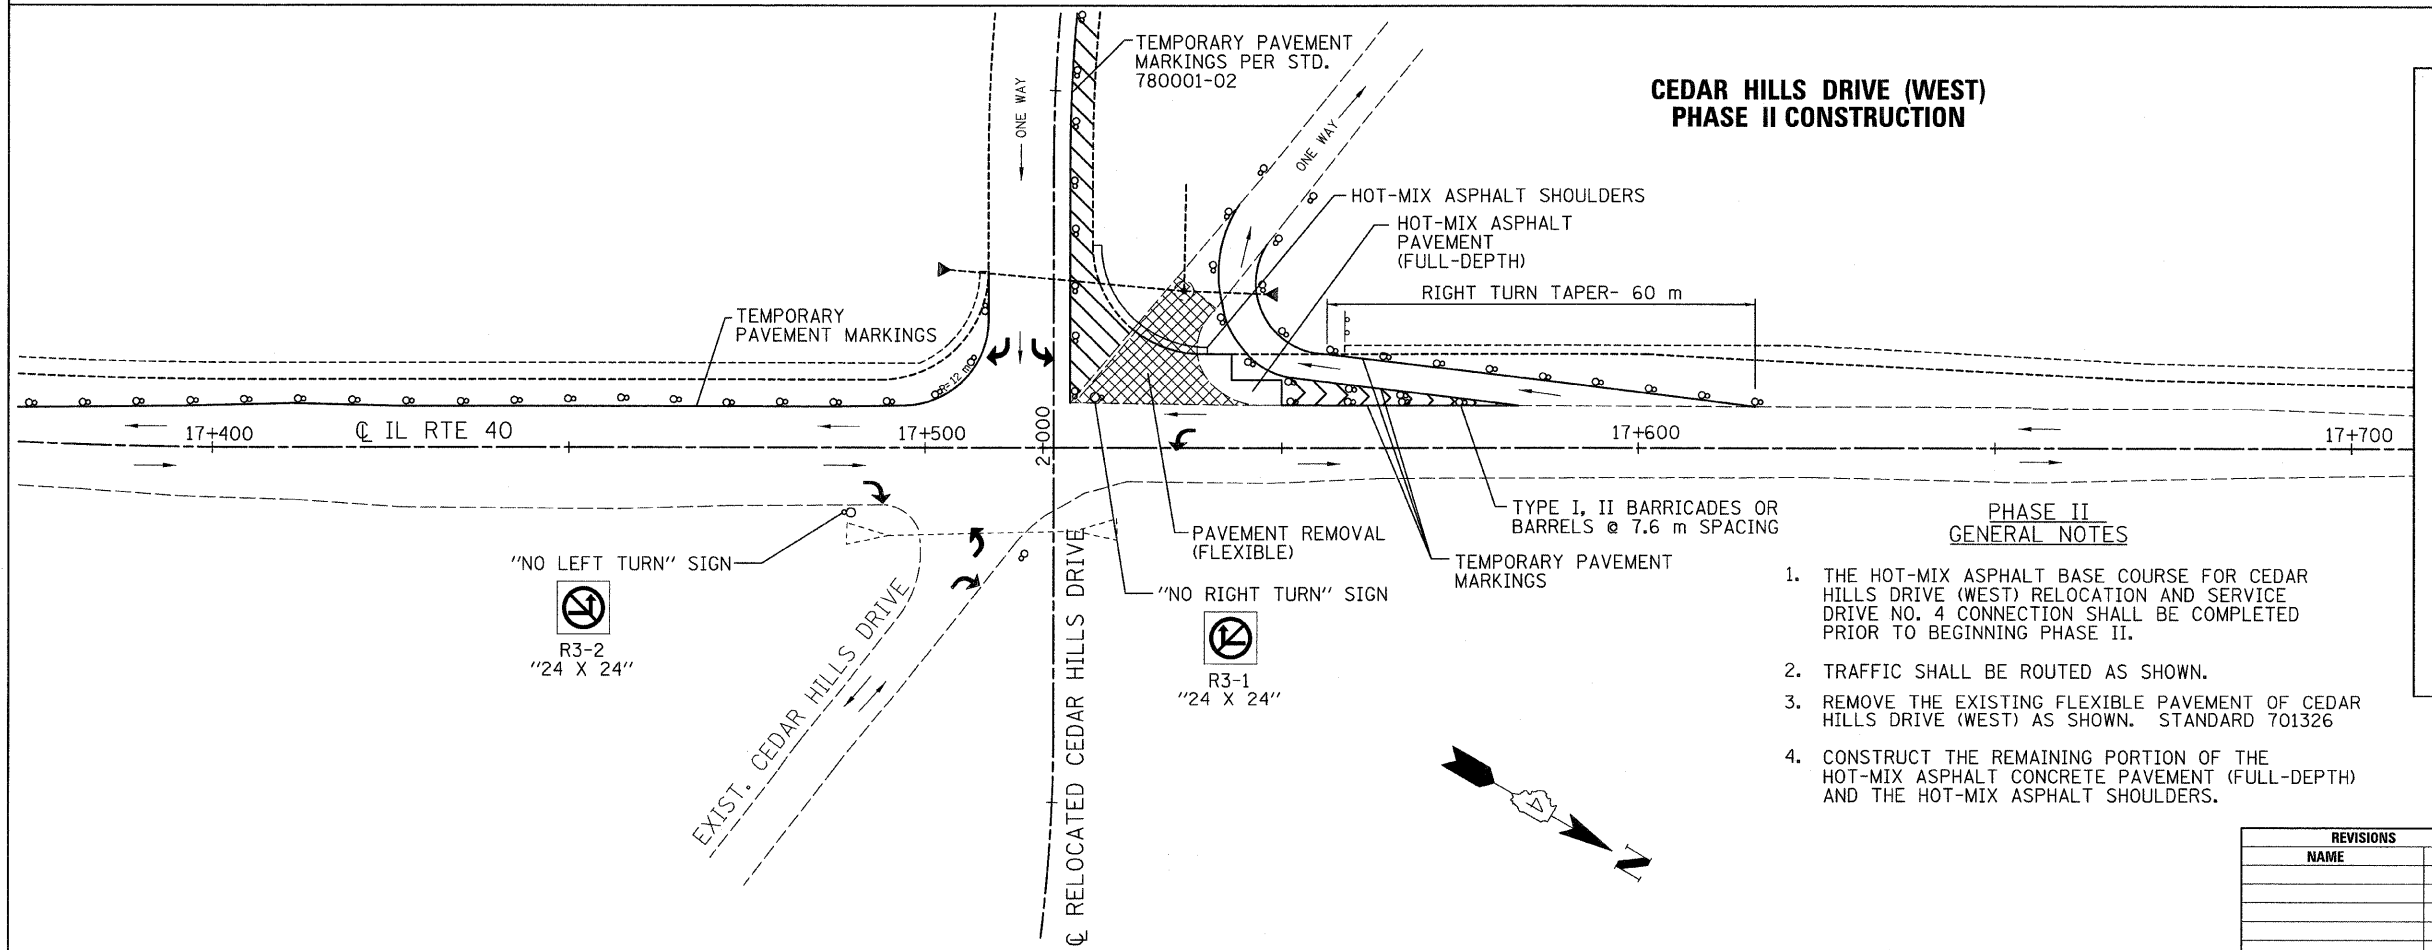 TEMPORARY PAVEMENT
MARKINGS PER STD.
780001-02
CEDAR HILLS DRIVE (WEST)
PHASE II CONSTRUCTION
ONE WAY
ONE WAY
HOT-MIX ASPHALT SHOULDERS
HOT-MIX ASPHALT
PAVEMENT
(FULL-DEPTH)
RIGHT TURN TAPER- 60 m
TEMPORARY
PAVEMENT MARKINGS
R=12 m
17+400
℄ IL RTE 40
17+500
2+000
17+600
17+700
"NO LEFT TURN" SIGN
R3-2
"24 X 24"
PAVEMENT REMOVAL
(FLEXIBLE)
"NO RIGHT TURN" SIGN
R3-1
"24 X 24"
TYPE I, II BARRICADES OR
BARRELS @ 7.6 m SPACING
TEMPORARY PAVEMENT
MARKINGS
EXIST. CEDAR HILLS DRIVE
℄ RELOCATED CEDAR HILLS DRIVE
PHASE II
GENERAL NOTES
1. THE HOT-MIX ASPHALT BASE COURSE FOR CEDAR
HILLS DRIVE (WEST) RELOCATION AND SERVICE
DRIVE NO. 4 CONNECTION SHALL BE COMPLETED
PRIOR TO BEGINNING PHASE II.
2. TRAFFIC SHALL BE ROUTED AS SHOWN.
3. REMOVE THE EXISTING FLEXIBLE PAVEMENT OF CEDAR
HILLS DRIVE (WEST) AS SHOWN. STANDARD 701326
4. CONSTRUCT THE REMAINING PORTION OF THE
HOT-MIX ASPHALT CONCRETE PAVEMENT (FULL-DEPTH)
AND THE HOT-MIX ASPHALT SHOULDERS.
4
N
REVISIONS
NAME